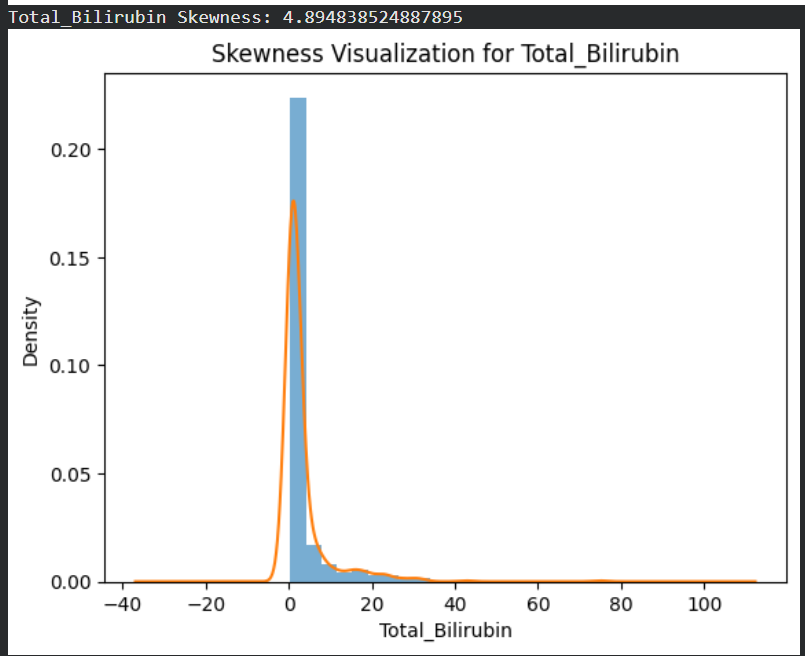 Total_Bilirubin Skewness: 4.894838524887895
Skewness Visualization for Total_Bilirubin
0.20
0.15
0.10
0.05
0.00
Density
−40 −20 0 20 40 60 80 100
Total_Bilirubin